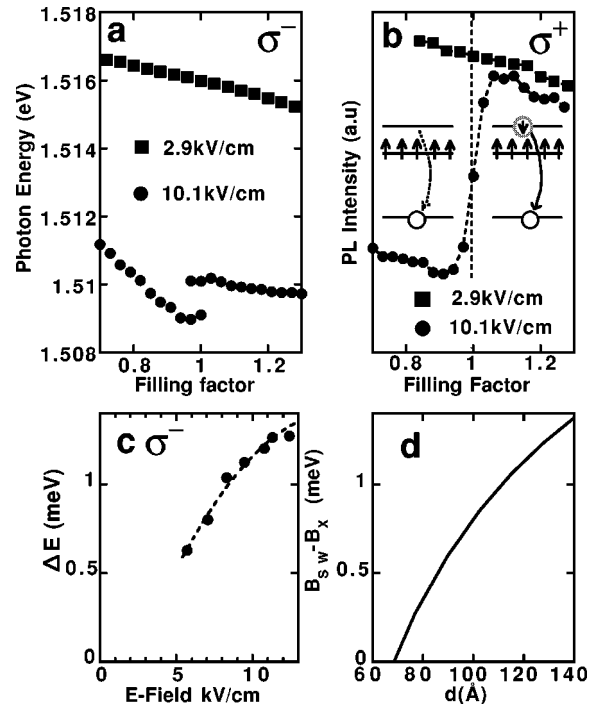 1.518
1.516
1.514
1.512
1.51
1.508
Photon Energy (eV)
a
σ⁻
2.9kV/cm
10.1kV/cm
0.8
1
1.2
Filling factor
b
σ⁺
PL Intensity (a.u)
2.9kV/cm
10.1kV/cm
0.8
1
1.2
Filling Factor
c σ⁻
1
0.5
0
ΔE (meV)
0
5
10
E-Field kV/cm
d
1
0.5
0
B_SW-B_X (meV)
60
80
100
120
140
d(Å)